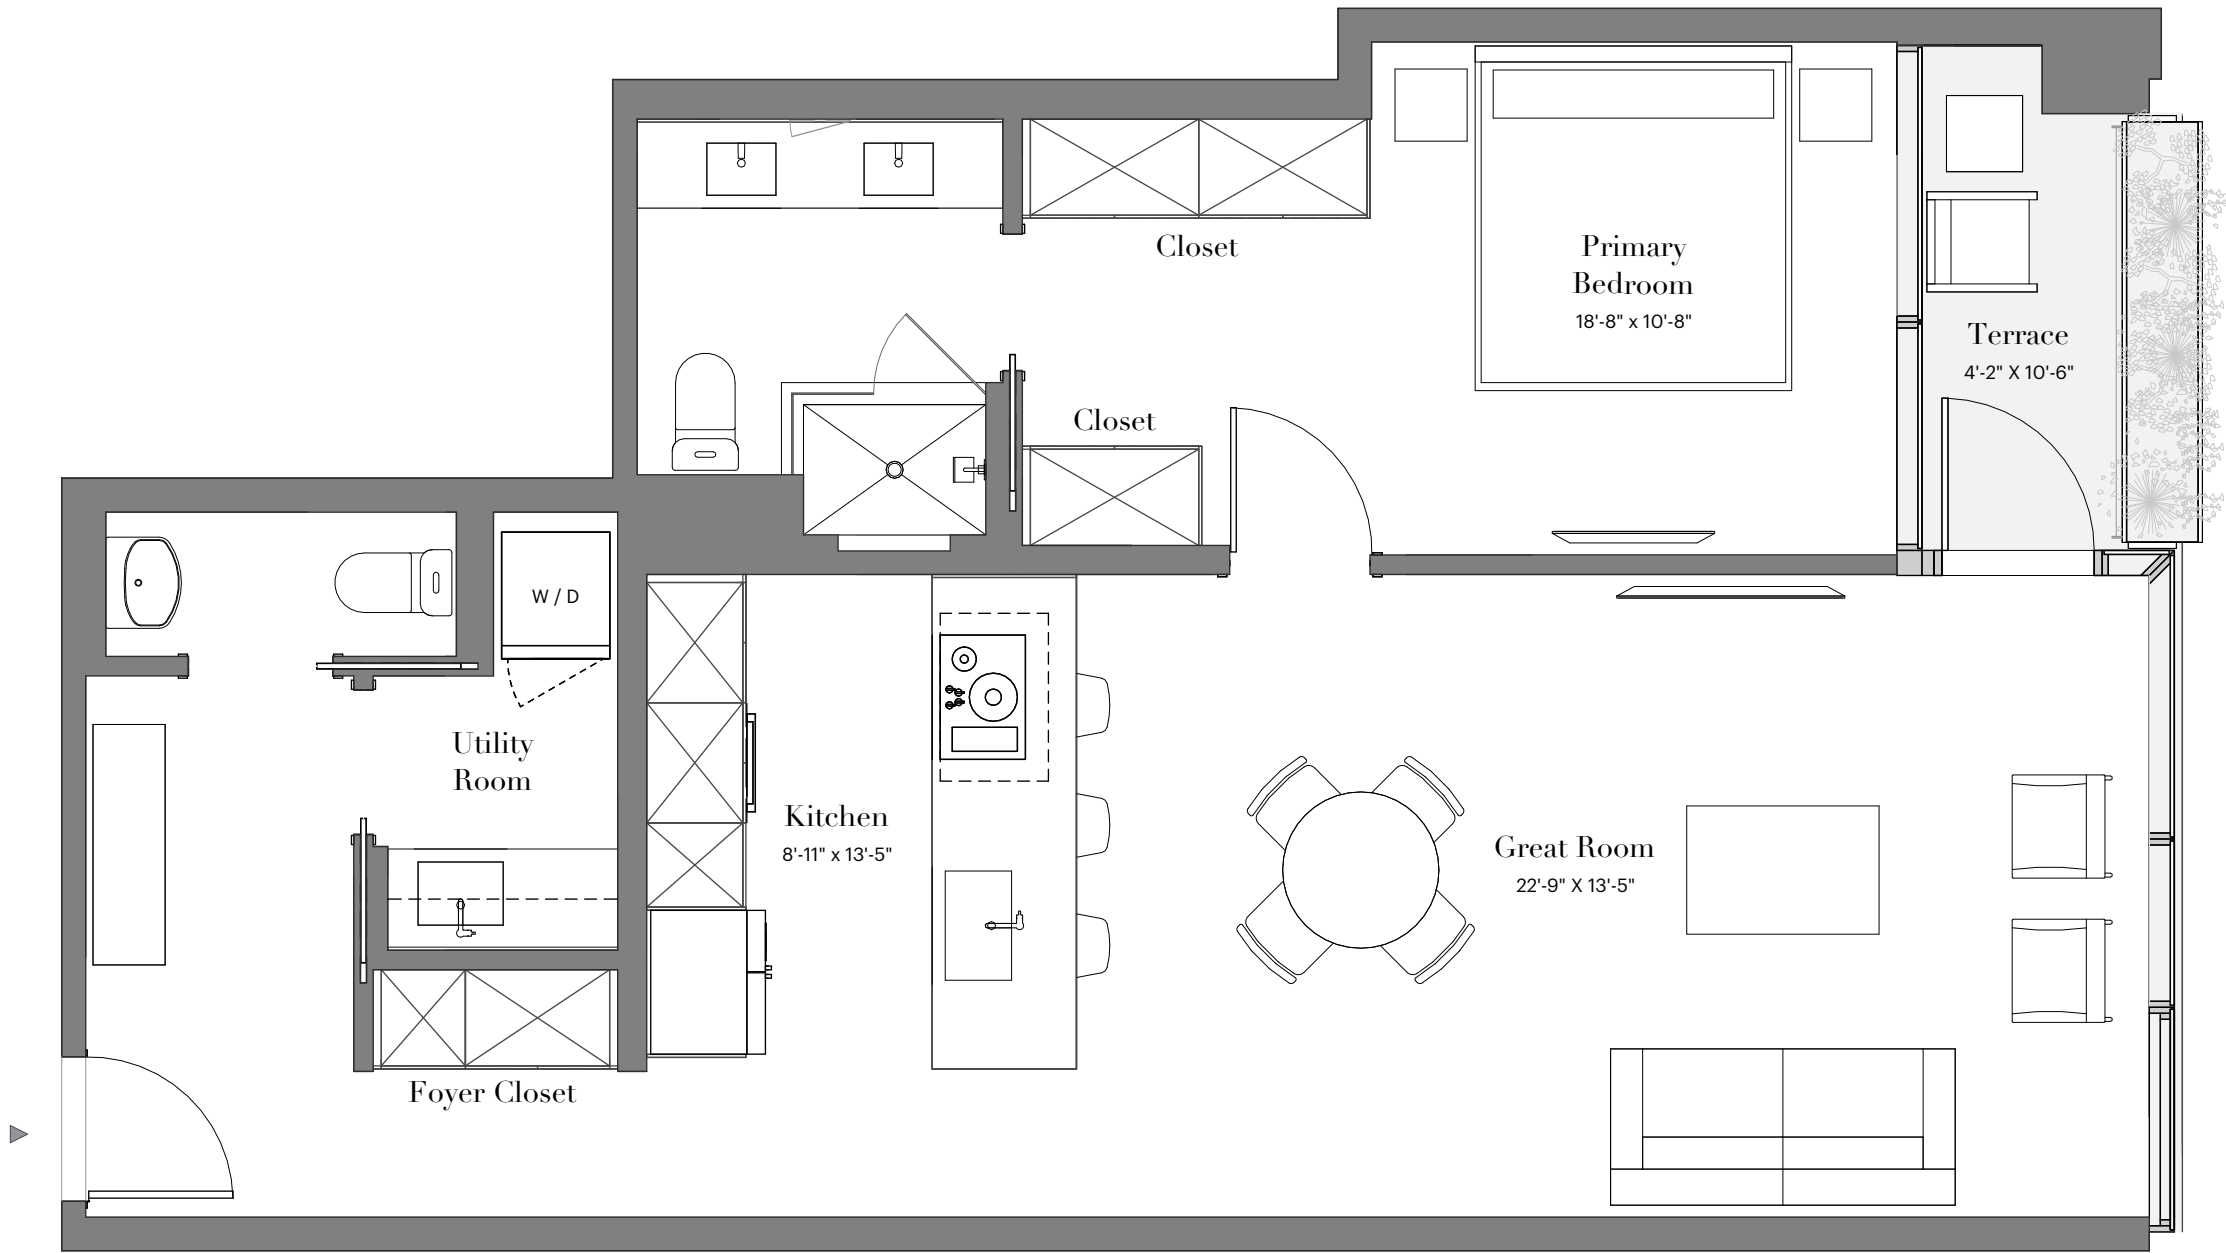 Closet
Primary
Bedroom
18'-8" x 10'-8"
Terrace
4'-2" X 10'-6"
Closet
W / D
Utility
Room
Kitchen
8'-11" x 13'-5"
Great Room
22'-9" X 13'-5"
Foyer Closet